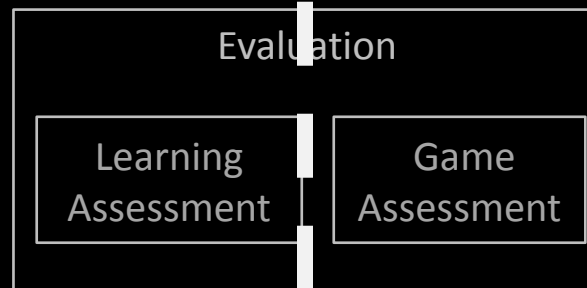 Evaluation
Learning
Assessment
Game
Assessment